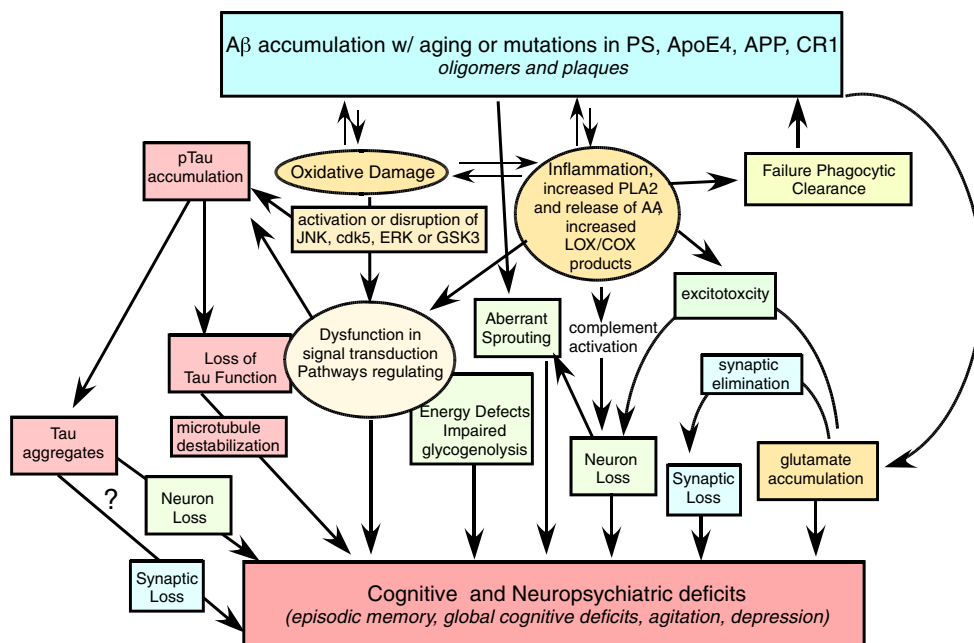 Aβ accumulation w/ aging or mutations in PS, ApoE4, APP, CR1
oligomers and plaques
pTau
accumulation
Oxidative Damage
Inflammation,
increased PLA2
and release of AA,
increased
LOX/COX
products
Failure Phagocytic
Clearance
activation or disruption of
JNK, cdk5, ERK or GSK3
excitotoxcity
Aberrant
Sprouting
complement
activation
Dysfunction in
signal transduction
Pathways regulating
Loss of
Tau Function
synaptic
elimination
microtubule
destabilization
Energy Defects
Impaired
glycogenolysis
Tau
aggregates
Neuron
Loss
Synaptic
Loss
glutamate
accumulation
?
Neuron
Loss
Synaptic
Loss
Cognitive and Neuropsychiatric deficits
(episodic memory, global cognitive deficits, agitation, depression)